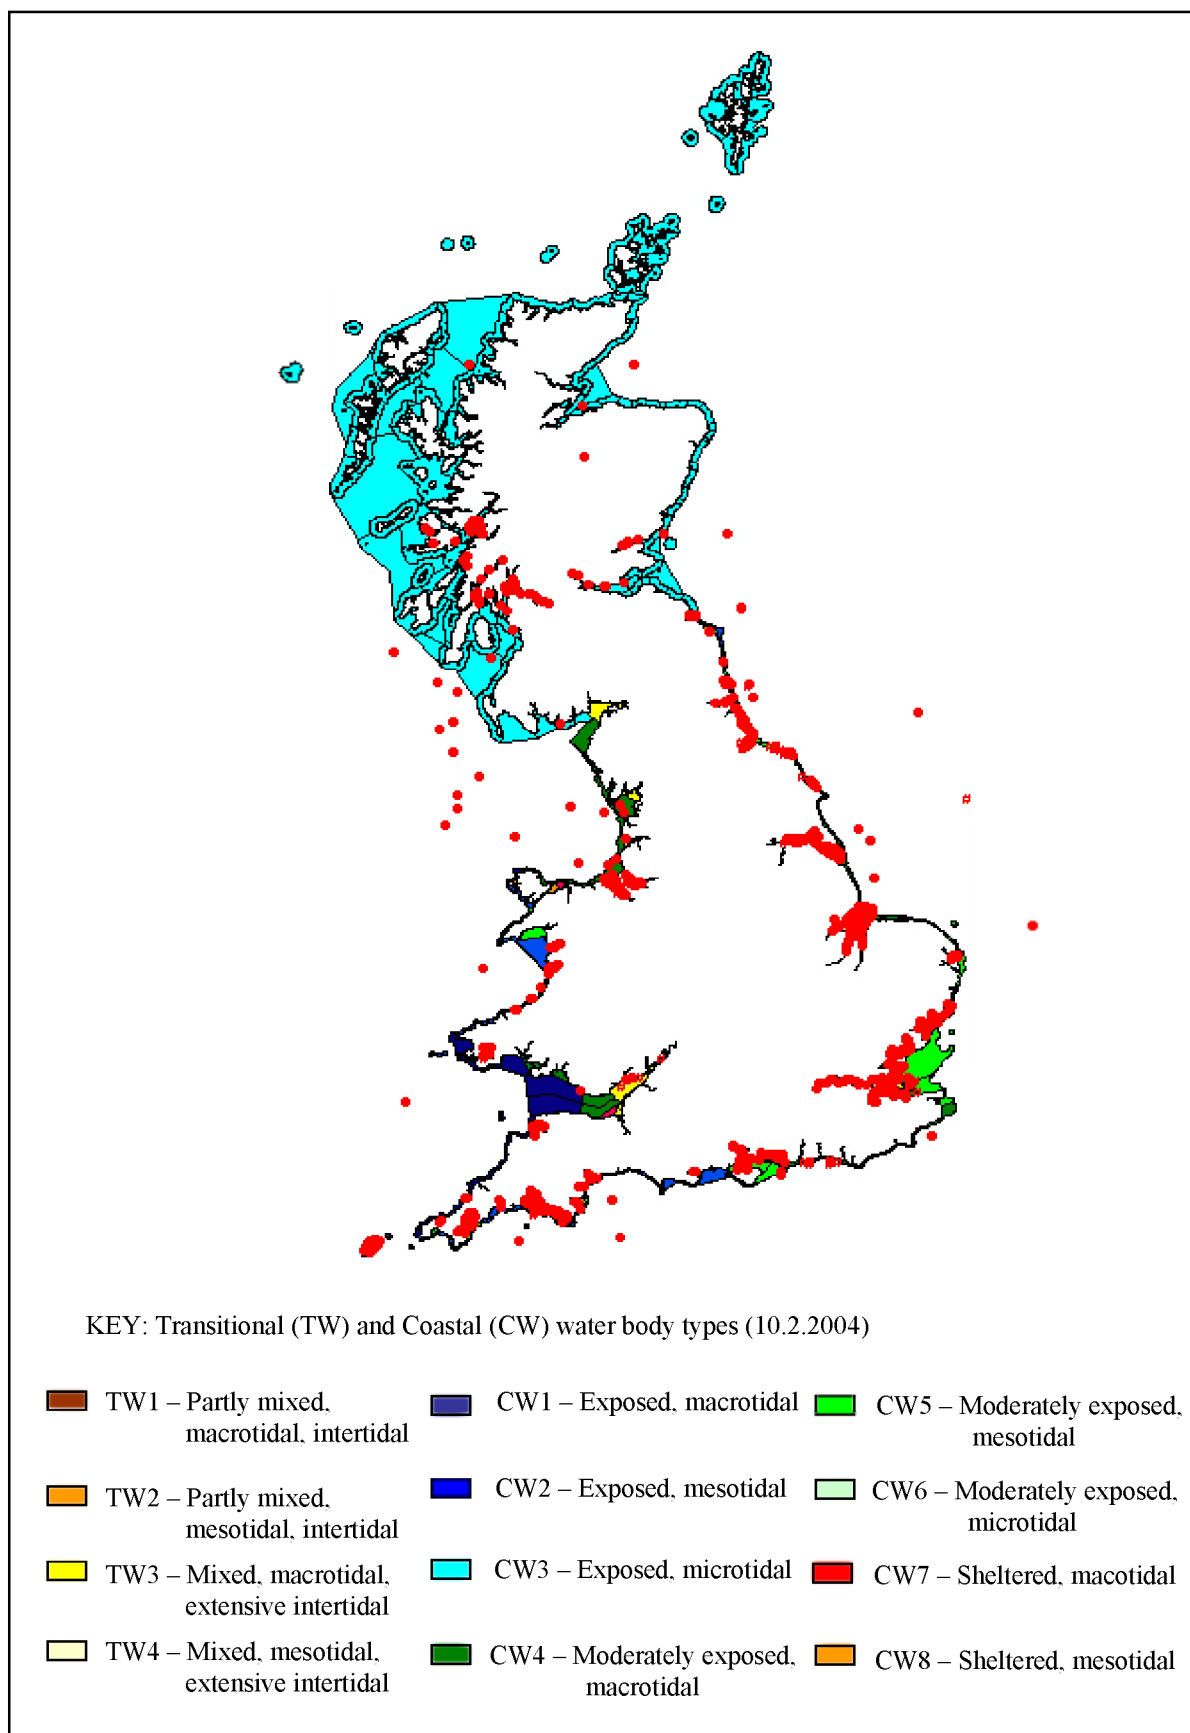 KEY: Transitional (TW) and Coastal (CW) water body types (10.2.2004)
TW1 – Partly mixed,
macrotidal, intertidal
TW2 – Partly mixed,
mesotidal, intertidal
TW3 – Mixed, macrotidal,
extensive intertidal
TW4 – Mixed, mesotidal,
extensive intertidal
CW1 – Exposed, macrotidal
CW2 – Exposed, mesotidal
CW3 – Exposed, microtidal
CW4 – Moderately exposed,
macrotidal
CW5 – Moderately exposed,
mesotidal
CW6 – Moderately exposed,
microtidal
CW7 – Sheltered, macotidal
CW8 – Sheltered, mesotidal